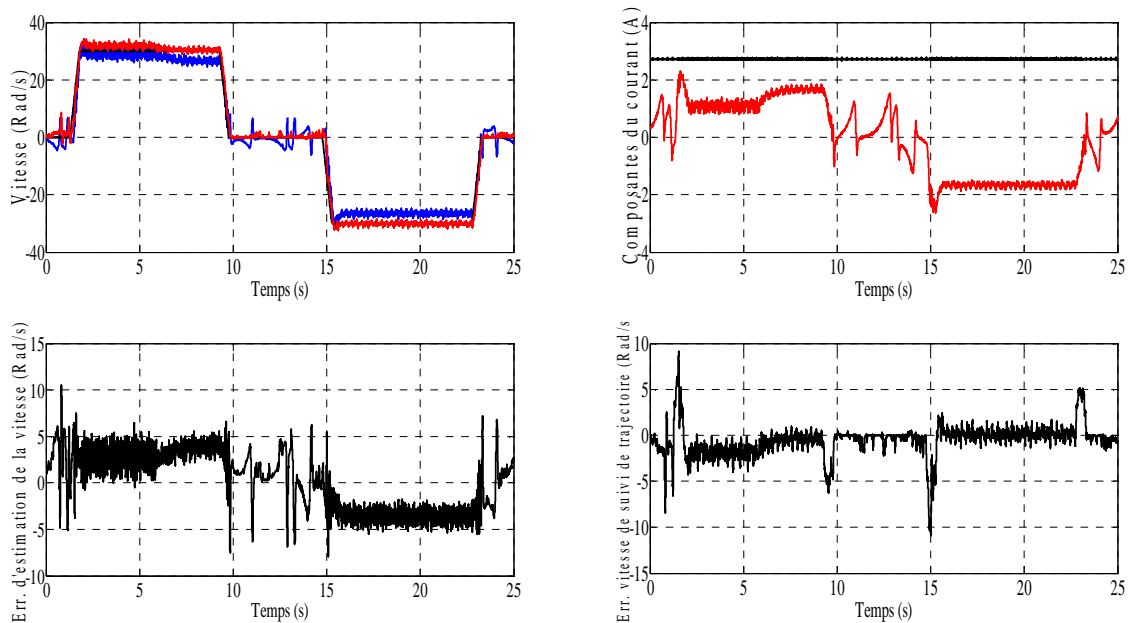 Vitesse (Rad/s)
40
20
0
-20
-40
0 5 10 15 20 25
Temps (s)
Composantes du courant (A)
4
2
0
-2
-4
0 5 10 15 20 25
Temps (s)
Err. d'estimation de la vitesse (Rad/s)
15
10
5
0
-5
-10
0 5 10 15 20 25
Temps (s)
Err. vitesse de suivi de trajectoire (Rad/s
10
5
0
-5
-10
-15
0 5 10 15 20 25
Temps (s)